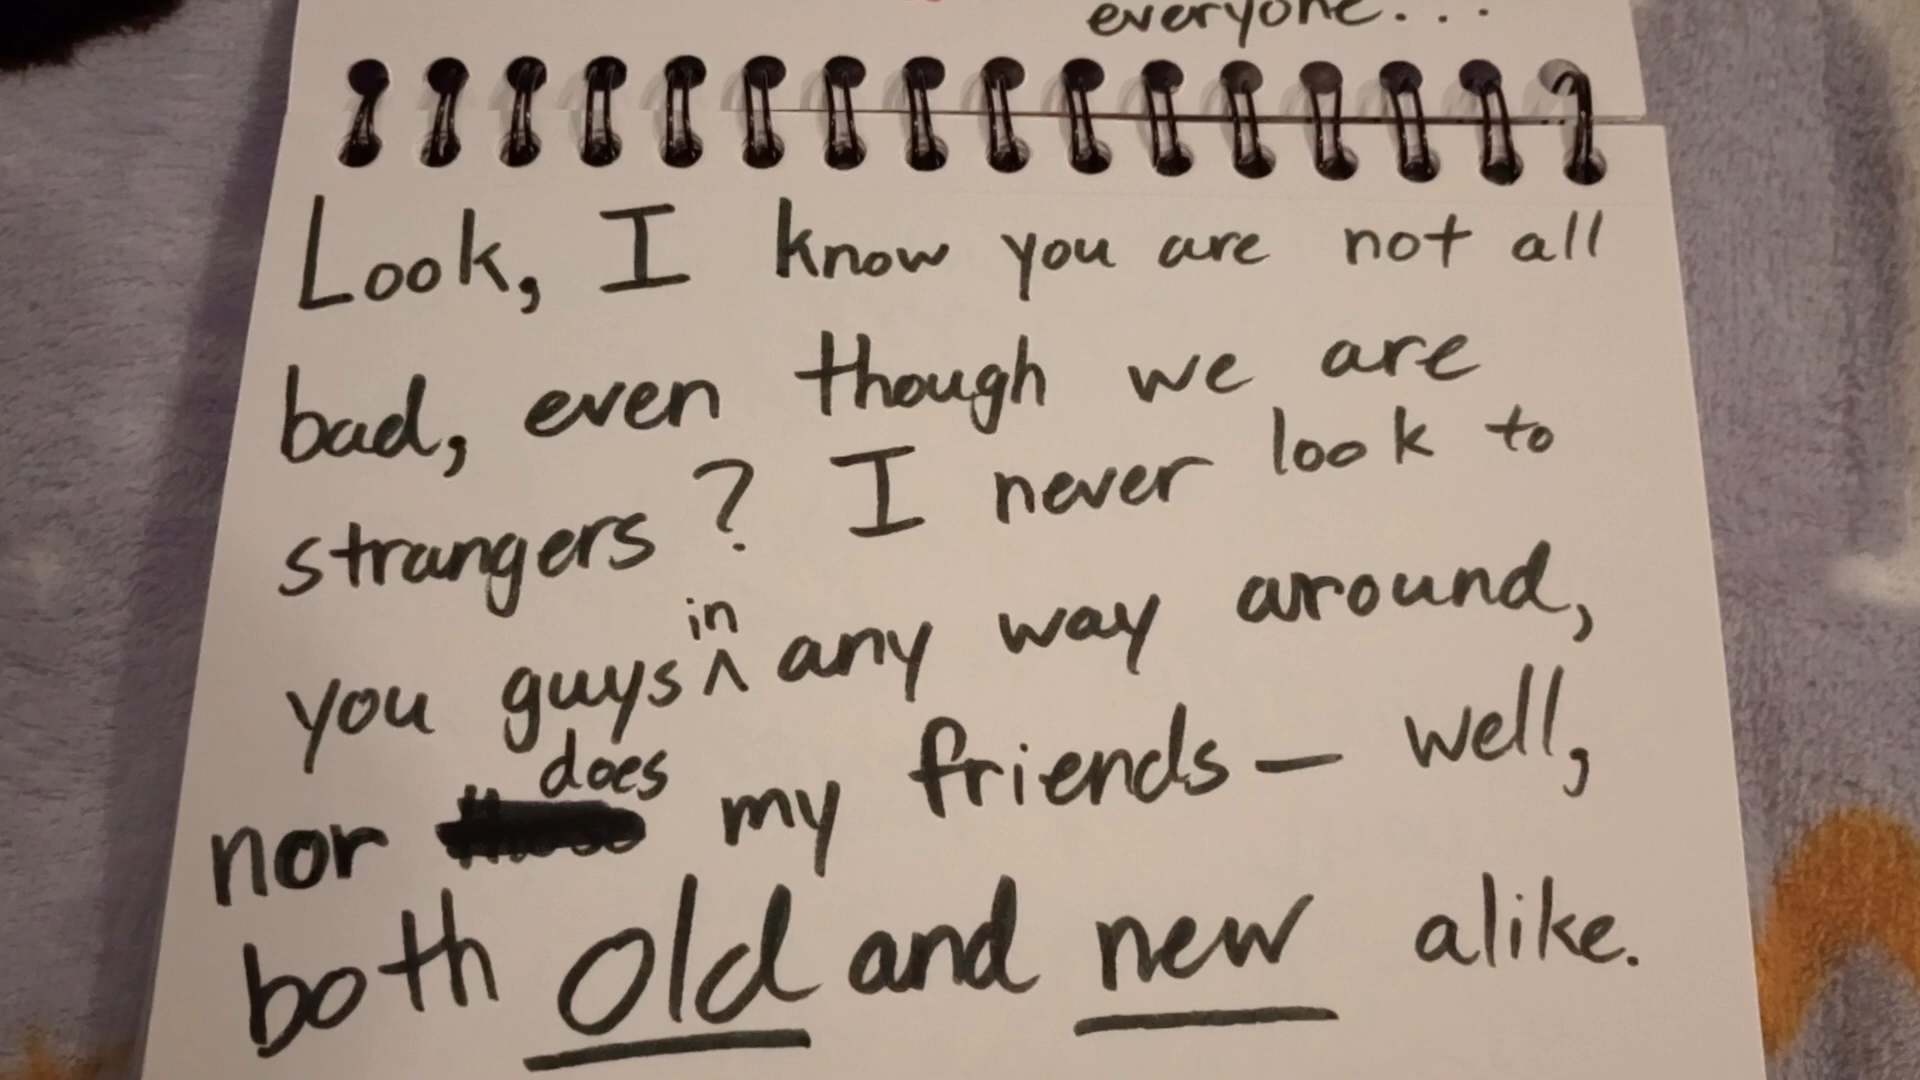 everyone...
Look, I know you are not all
bad, even though we are
strangers? I never look to
you guys in any way around,
nor does my friends — well,
both old and new alike.